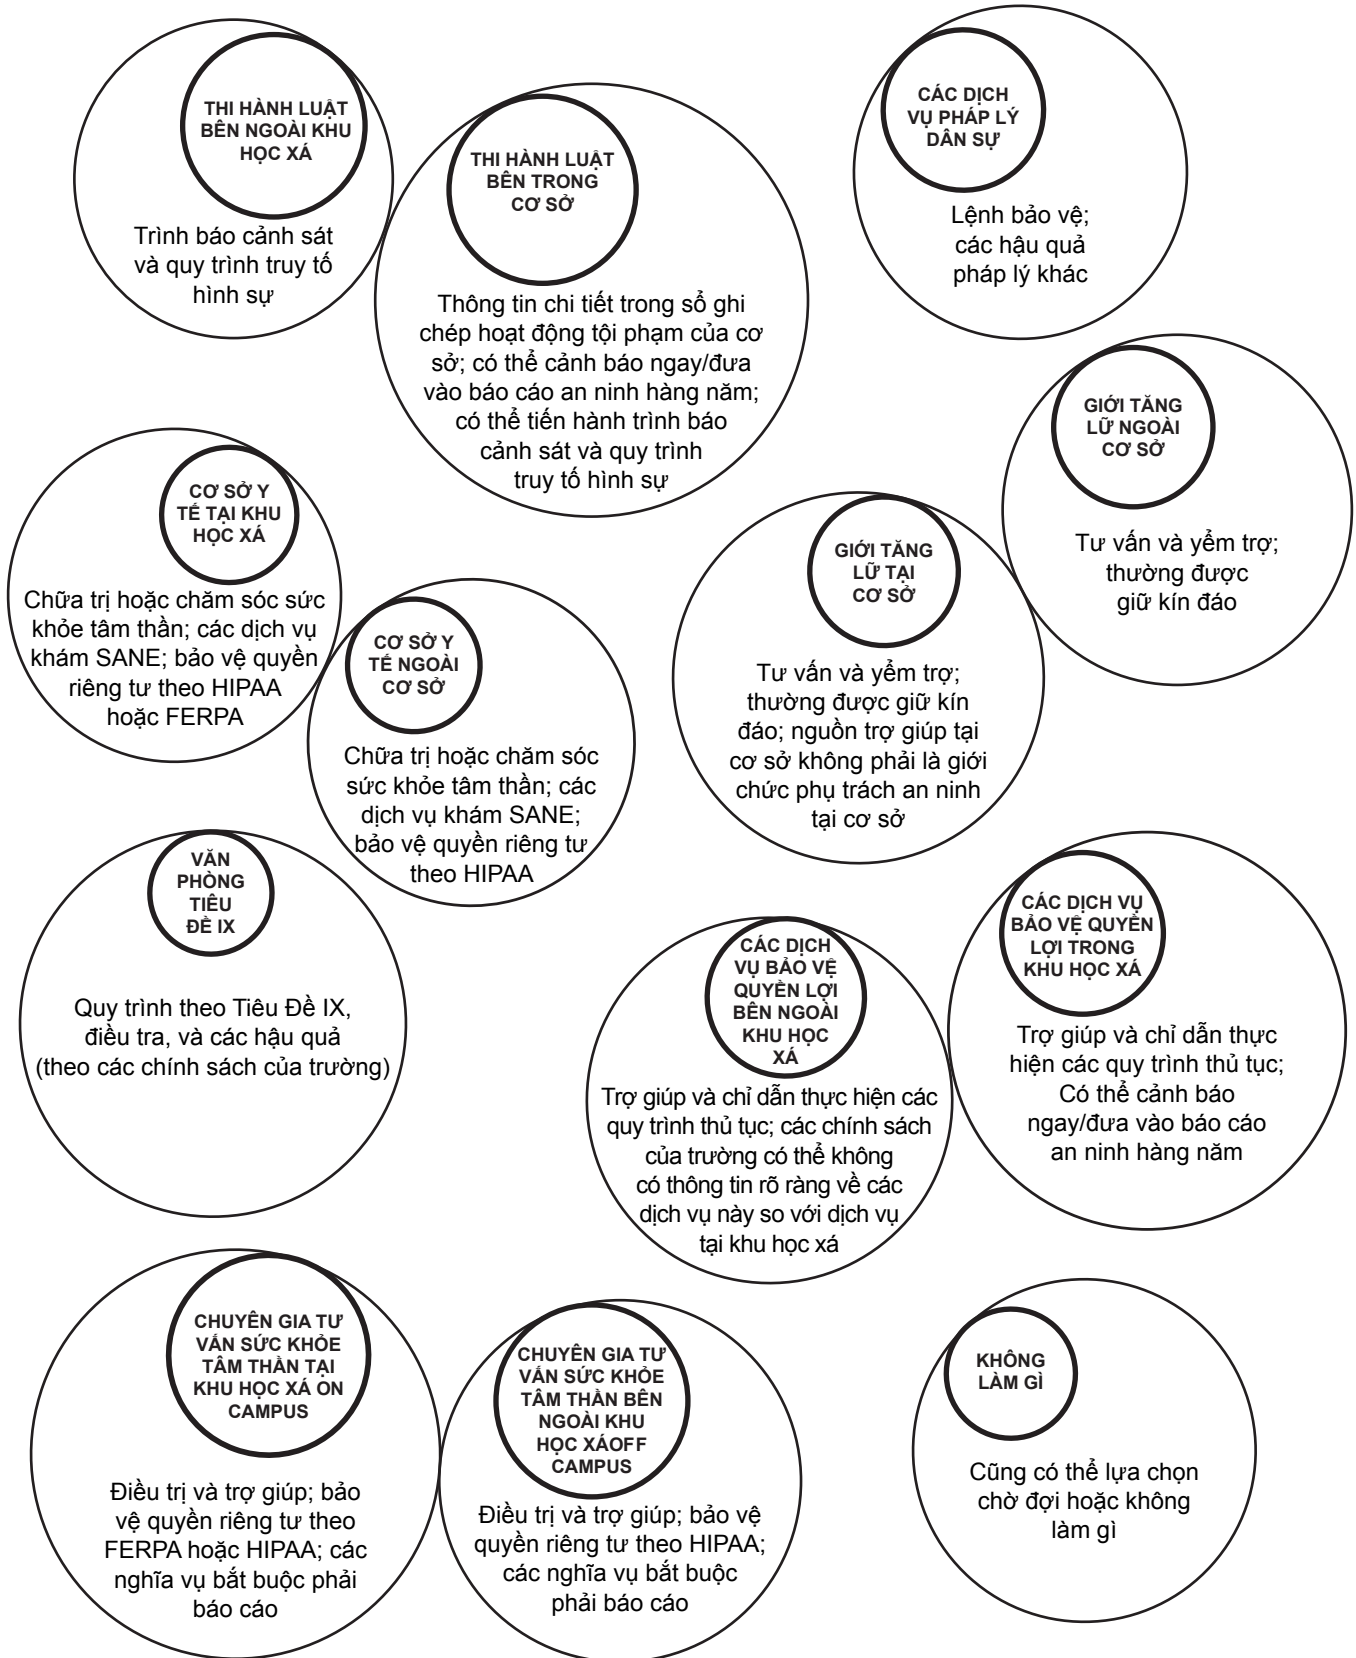 THI HÀNH LUẬT
BÊN NGOÀI KHU
HỌC XÁ
Trình báo cảnh sát
và quy trình truy tố
hình sự
THI HÀNH LUẬT
BÊN TRONG
CƠ SỞ
Thông tin chi tiết trong sổ ghi
chép hoạt động tội phạm của cơ
sở; có thể cảnh báo ngay/đưa
vào báo cáo an ninh hàng năm;
có thể tiến hành trình báo
cảnh sát và quy trình
truy tố hình sự
CÁC DỊCH
VỤ PHÁP LÝ
DÂN SỰ
Lệnh bảo vệ;
các hậu quả
pháp lý khác
GIỚI TĂNG
LỮ NGOÀI
CƠ SỞ
Tư vấn và yểm trợ;
thường được
giữ kín đáo
CƠ SỞ Y
TẾ TẠI KHU
HỌC XÁ
Chữa trị hoặc chăm sóc sức
khỏe tâm thần; các dịch vụ
khám SANE; bảo vệ quyền
riêng tư theo HIPAA
hoặc FERPA
CƠ SỞ Y
TẾ NGOÀI
CƠ SỞ
Chữa trị hoặc chăm sóc
sức khỏe tâm thần; các
dịch vụ khám SANE;
bảo vệ quyền riêng tư
theo HIPAA
GIỚI TĂNG
LỮ TẠI
CƠ SỞ
Tư vấn và yểm trợ;
thường được giữ kín
đáo; nguồn trợ giúp tại
cơ sở không phải là giới
chức phụ trách an ninh
tại cơ sở
VĂN
PHÒNG
TIÊU
ĐỀ IX
Quy trình theo Tiêu Đề IX,
điều tra, và các hậu quả
(theo các chính sách của trường)
CÁC DỊCH
VỤ BẢO VỆ
QUYỀN LỢI
BÊN NGOÀI
KHU HỌC
XÁ
Trợ giúp và chỉ dẫn thực hiện các
quy trình thủ tục; các chính sách
của trường có thể không
có thông tin rõ ràng về các
dịch vụ này so với dịch vụ
tại khu học xá
CÁC DỊCH VỤ
BẢO VỆ QUYỀN
LỢI TRONG
KHU HỌC XÁ
Trợ giúp và chỉ dẫn thực
hiện các quy trình thủ tục;
Có thể cảnh báo
ngay/đưa vào báo cáo
an ninh hàng năm
CHUYÊN GIA TƯ
VẤN SỨC KHỎE
TÂM THẦN TẠI
KHU HỌC XÁ ON
CAMPUS
Điều trị và trợ giúp; bảo
vệ quyền riêng tư theo
FERPA hoặc HIPAA; các
nghĩa vụ bắt buộc phải
báo cáo
CHUYÊN GIA TƯ
VẤN SỨC KHỎE
TÂM THẦN BÊN
NGOÀI KHU
HỌC XÁOFF
CAMPUS
Điều trị và trợ giúp; bảo vệ
quyền riêng tư theo HIPAA;
các nghĩa vụ bắt buộc
phải báo cáo
KHÔNG
LÀM GÌ
Cũng có thể lựa chọn
chờ đợi hoặc không
làm gì